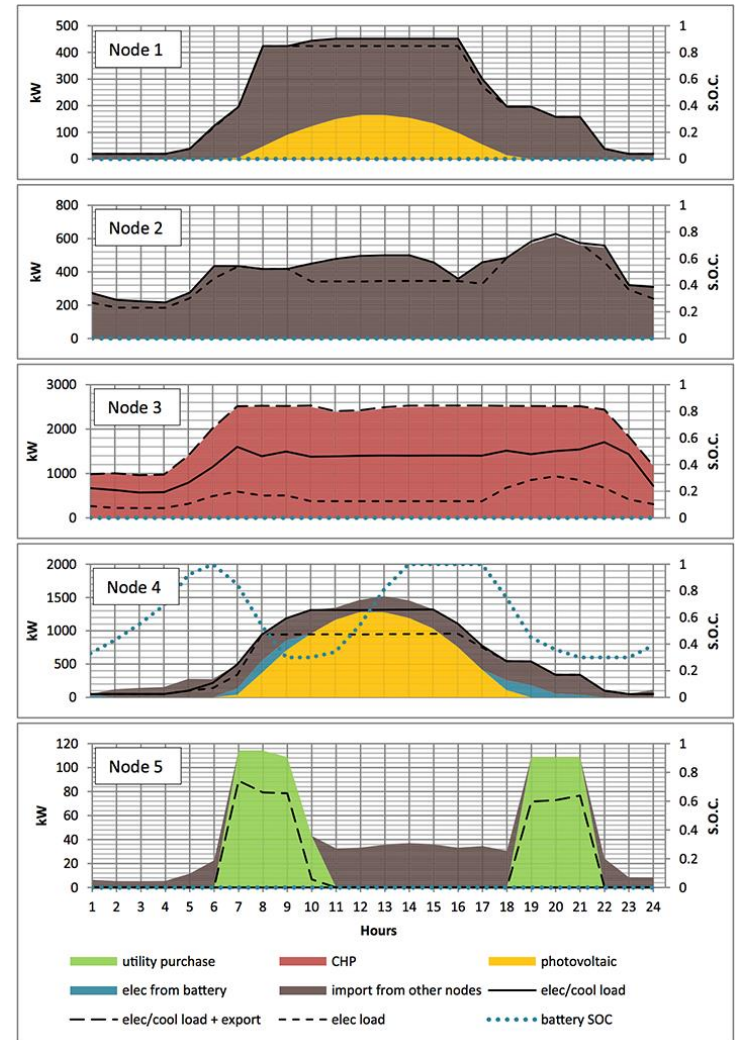 500 1
Node 1
400 0.8
300 0.6
200 0.4
100 0.2
0 0
kW
S.O.C.
800 1
Node 2
0.8
600
0.6
400
0.4
200
0.2
0 0
kW
S.O.C.
3000 1
Node 3
0.8
2000
0.6
0.4
1000
0.2
0 0
kW
S.O.C.
2000 1
Node 4
0.8
1500
0.6
1000
0.4
500
0.2
0 0
kW
S.O.C.
120 1
Node 5
100
0.8
80
0.6
60
0.4
40
20
0.2
0 0
kW
S.O.C.
1 2 3 4 5 6 7 8 9 10 11 12 13 14 15 16 17 18 19 20 21 22 23 24
Hours
utility purchase CHP photovoltaic
elec from battery import from other nodes elec/cool load
elec/cool load + export elec load battery SOC